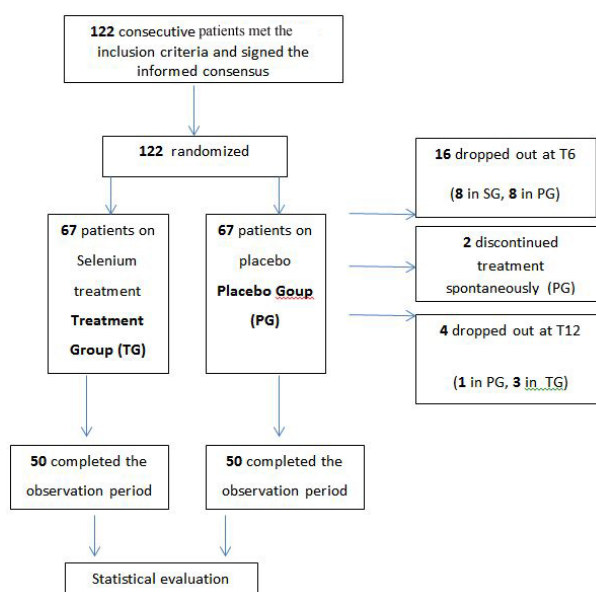 122 consecutive patients met the
inclusion criteria and signed the
informed consensus
122 randomized
16 dropped out at T6
(8 in SG, 8 in PG)
67 patients on
Selenium
treatment
Treatment
Group (TG)
67 patients on
placebo
Placebo Goup
(PG)
2 discontinued
treatment
spontaneously (PG)
4 dropped out at T12
(1 in PG, 3 in TG)
50 completed the
observation period
50 completed the
observation period
Statistical evaluation